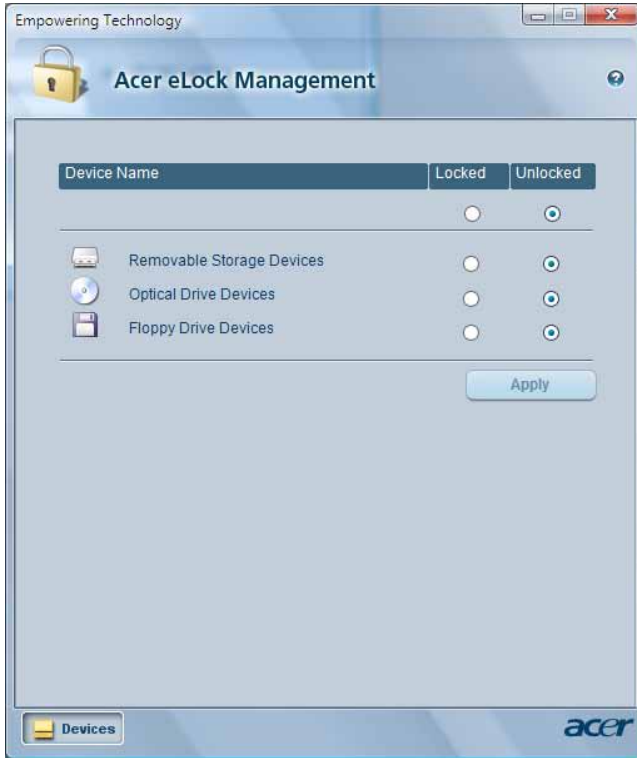 Empowering Technology
Acer eLock Management
Device Name Locked Unlocked
Removable Storage Devices
Optical Drive Devices
Floppy Drive Devices
Apply
Devices
acer